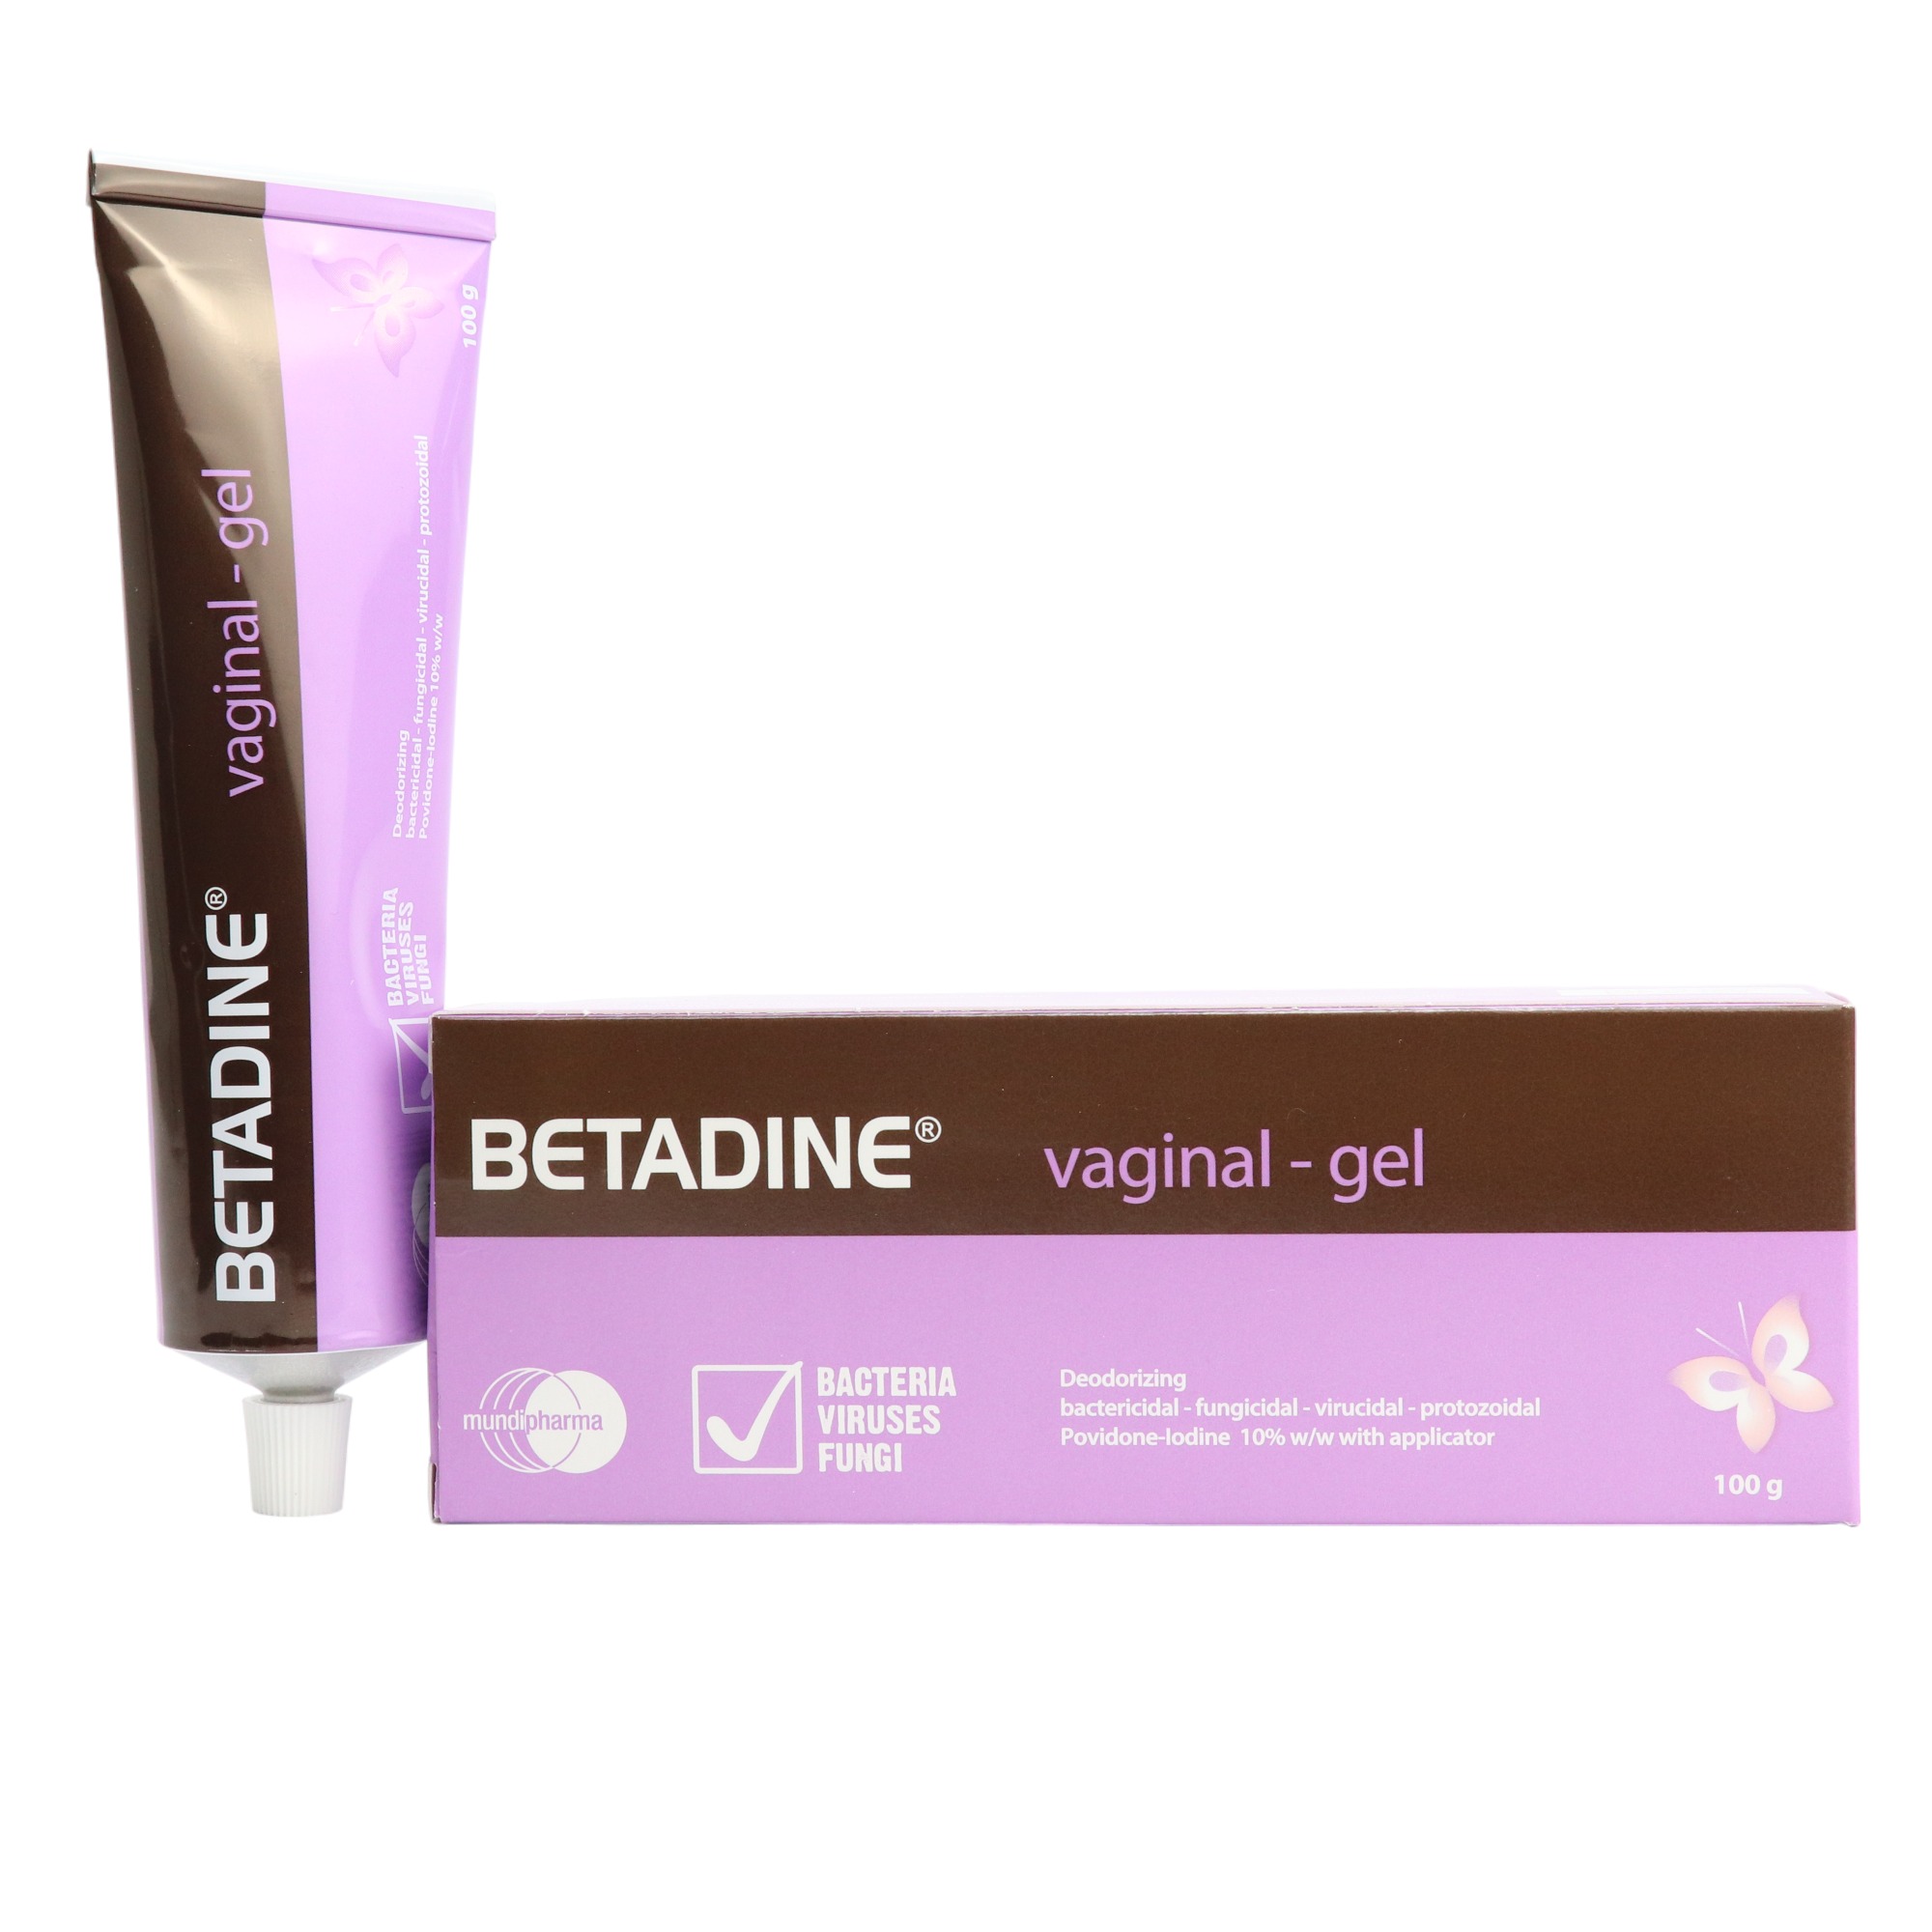 BETADINE® vaginal - gel
BACTERIA
VIRUSES
FUNGI
Deodorizing
bactericidal - fungicidal - virucidal - protozoidal
Povidone-Iodine 10% w/w
100 g
BETADINE® vaginal - gel
mundipharma
BACTERIA
VIRUSES
FUNGI
Deodorizing
bactericidal - fungicidal - virucidal - protozoidal
Povidone-Iodine 10% w/w with applicator
100 g